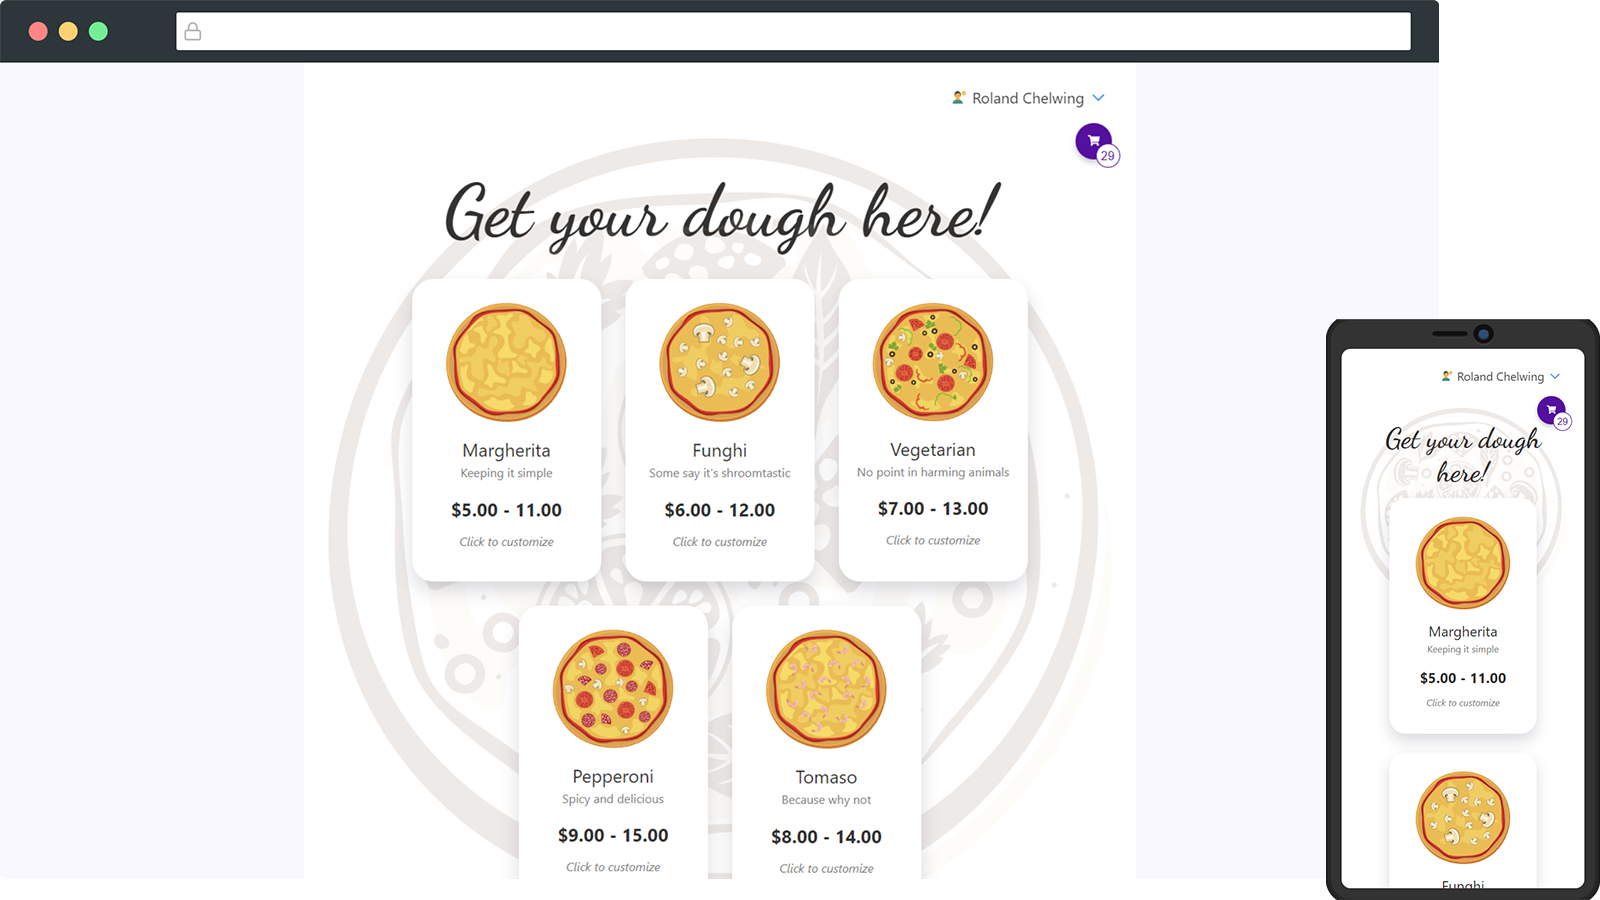 Roland Chelwing
29
Get your dough here!
Margherita
Keeping it simple
$5.00 - 11.00
Click to customize
Funghi
Some say it's shroomtastic
$6.00 - 12.00
Click to customize
Vegetarian
No point in harming animals
$7.00 - 13.00
Click to customize
Pepperoni
Spicy and delicious
$9.00 - 15.00
Click to customize
Tomaso
Because why not
$8.00 - 14.00
Click to customize
Roland Chelwing
29
Get your dough
here!
Margherita
Keeping it simple
$5.00 - 11.00
Click to customize
Funghi